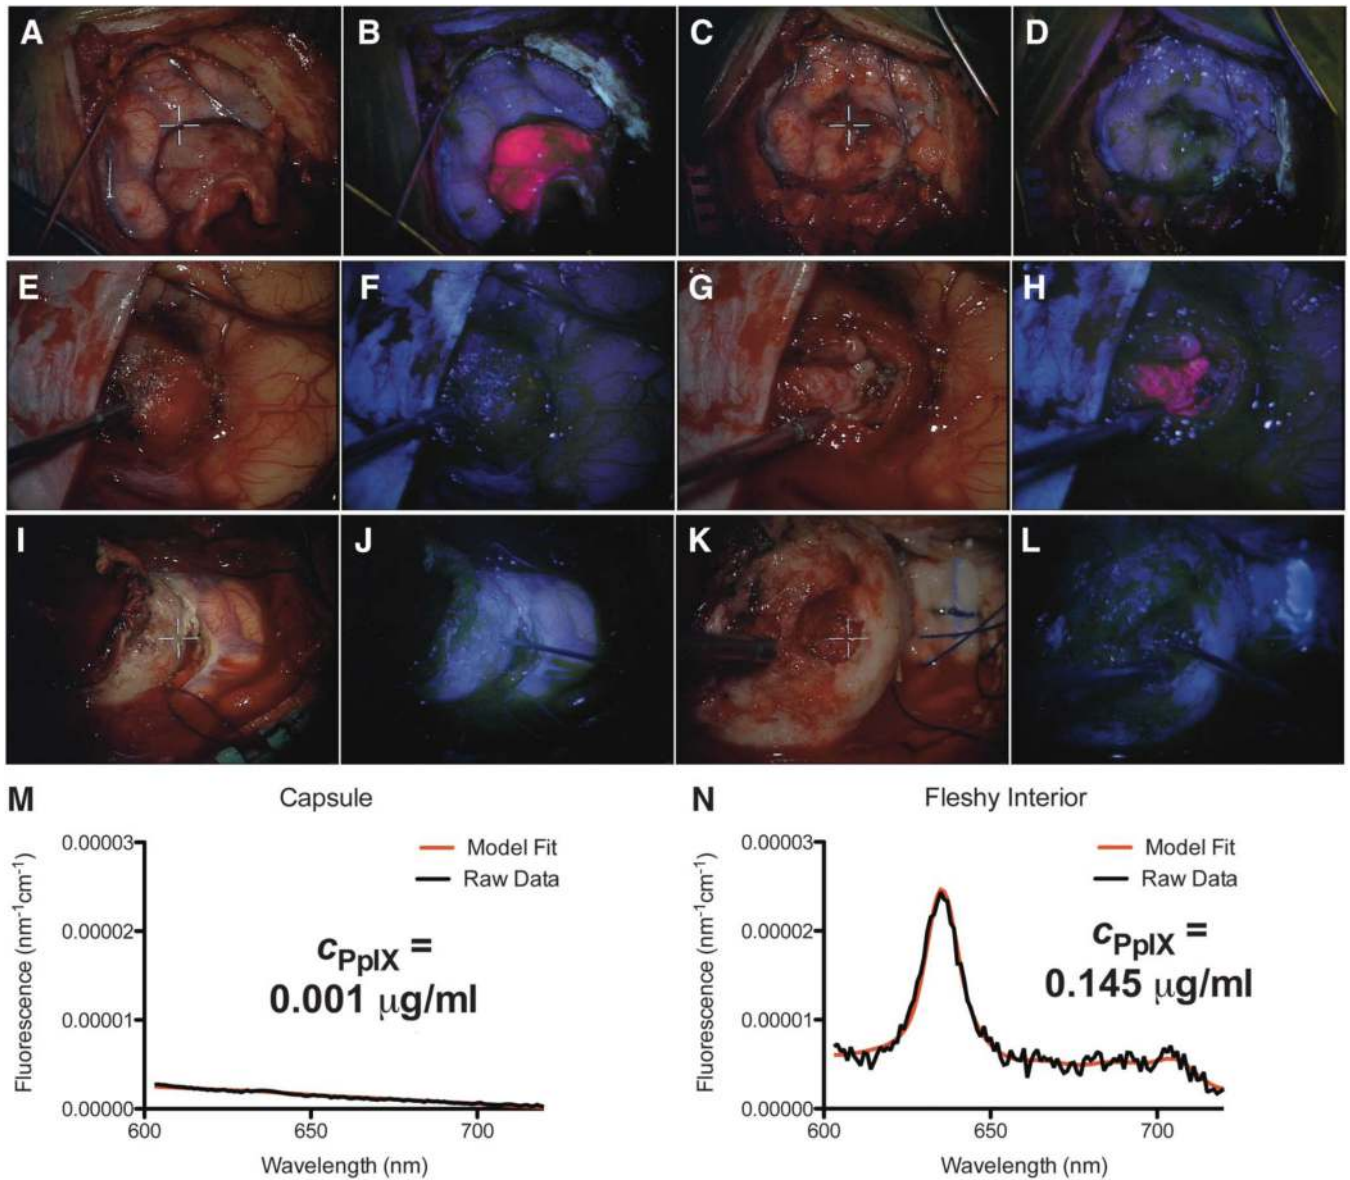 A
B
C
D
E
F
G
H
I
J
K
L
M
Capsule
0.00003
0.00002
0.00001
0.00000
Fluorescence (nm⁻¹cm⁻¹)
Model Fit
Raw Data
cPpIX =
0.001 μg/ml
600
650
700
Wavelength (nm)
N
Fleshy Interior
0.00003
0.00002
0.00001
0.00000
Fluorescence (nm⁻¹cm⁻¹)
Model Fit
Raw Data
cPpIX =
0.145 μg/ml
600
650
700
Wavelength (nm)